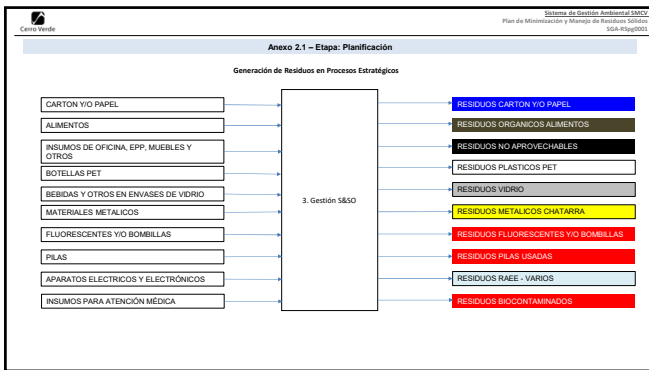 Cerro Verde
Sistema de Gestión Ambiental SMCV
Plan de Minimización y Manejo de Residuos Sólidos
SGA-RSpg0001
Anexo 2.1 – Etapa: Planificación
Generación de Residuos en Procesos Estratégicos
CARTON Y/O PAPEL
ALIMENTOS
INSUMOS DE OFICINA, EPP, MUEBLES Y
OTROS
BOTELLAS PET
BEBIDAS Y OTROS EN ENVASES DE VIDRIO
MATERIALES METALICOS
FLUORESCENTES Y/O BOMBILLAS
PILAS
APARATOS ELECTRICOS Y ELECTRÓNICOS
INSUMOS PARA ATENCIÓN MÉDICA
3. Gestión S&SO
RESIDUOS CARTON Y/O PAPEL
RESIDUOS ORGANICOS ALIMENTOS
RESIDUOS NO APROVECHABLES
RESIDUOS PLASTICOS PET
RESIDUOS VIDRIO
RESIDUOS METALICOS CHATARRA
RESIDUOS FLUORESCENTES Y/O BOMBILLAS
RESIDUOS PILAS USADAS
RESIDUOS RAEE - VARIOS
RESIDUOS BIOCONTAMINADOS